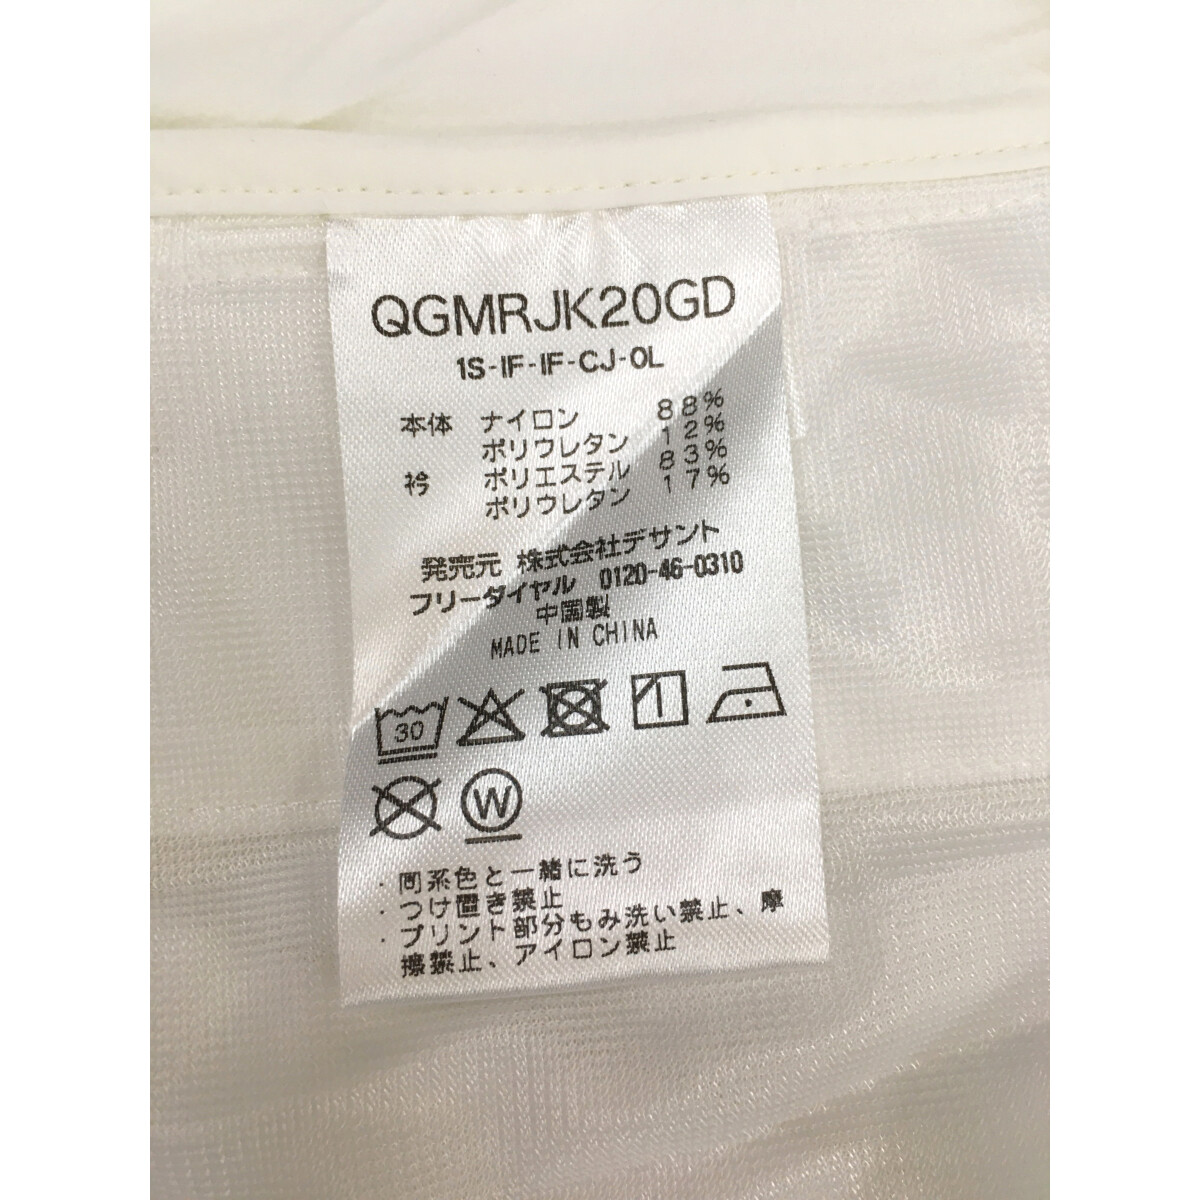 QGMRJK20GD
1S-IF-IF-CJ-OL
本体 ナイロン 88%
ポリウレタン 12%
衿 ポリエステル 83%
ポリウレタン 17%
発売元 株式会社デサント
フリーダイヤル 0120-46-0310
中国製
MADE IN CHINA
30
W
・同系色と一緒に洗う
・つけ置き禁止
・プリント部分もみ洗い禁止、摩
擦禁止、アイロン禁止